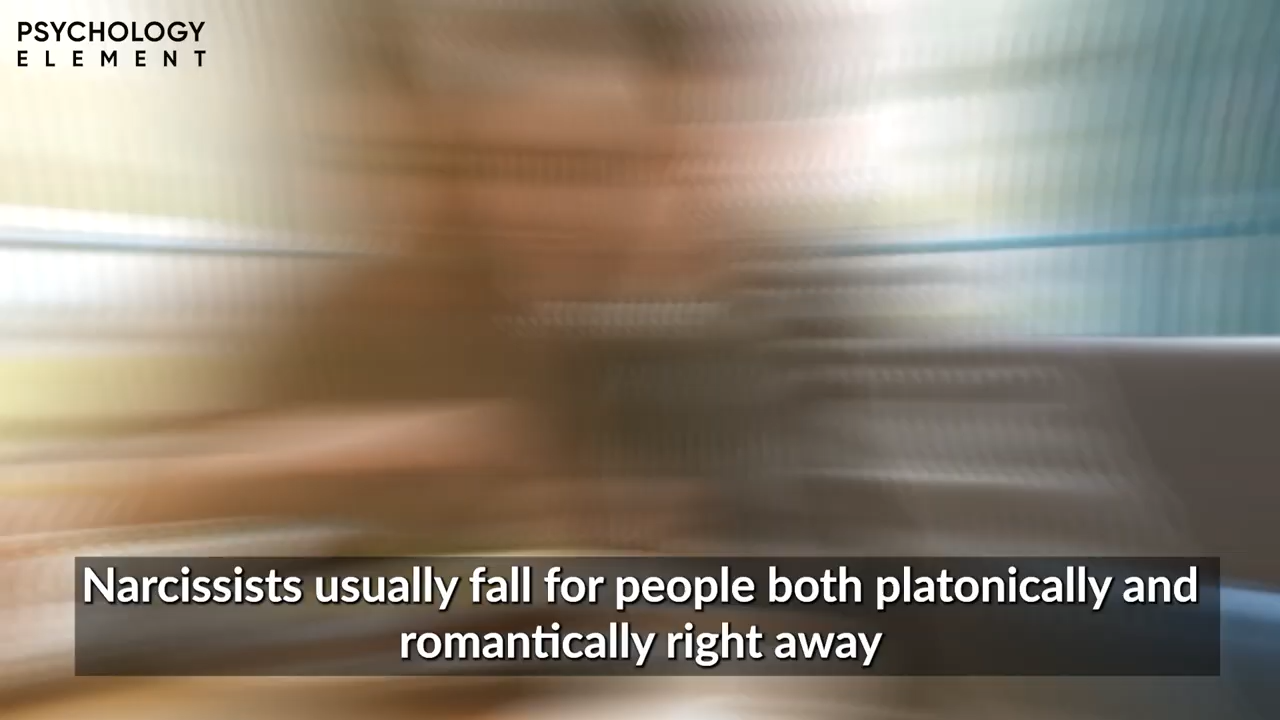 PSYCHOLOGY
ELEMENT
Narcissists usually fall for people both platonically and
romantically right away